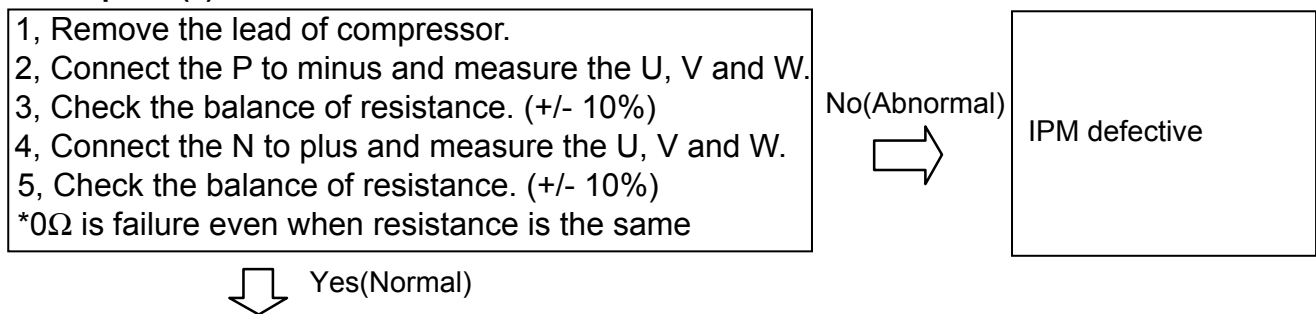 1, Remove the lead of compressor.
2, Connect the P to minus and measure the U, V and W.
3, Check the balance of resistance. (+/- 10%)
4, Connect the N to plus and measure the U, V and W.
5, Check the balance of resistance. (+/- 10%)
*0Ω is failure even when resistance is the same
No(Abnormal)
IPM defective
Yes(Normal)